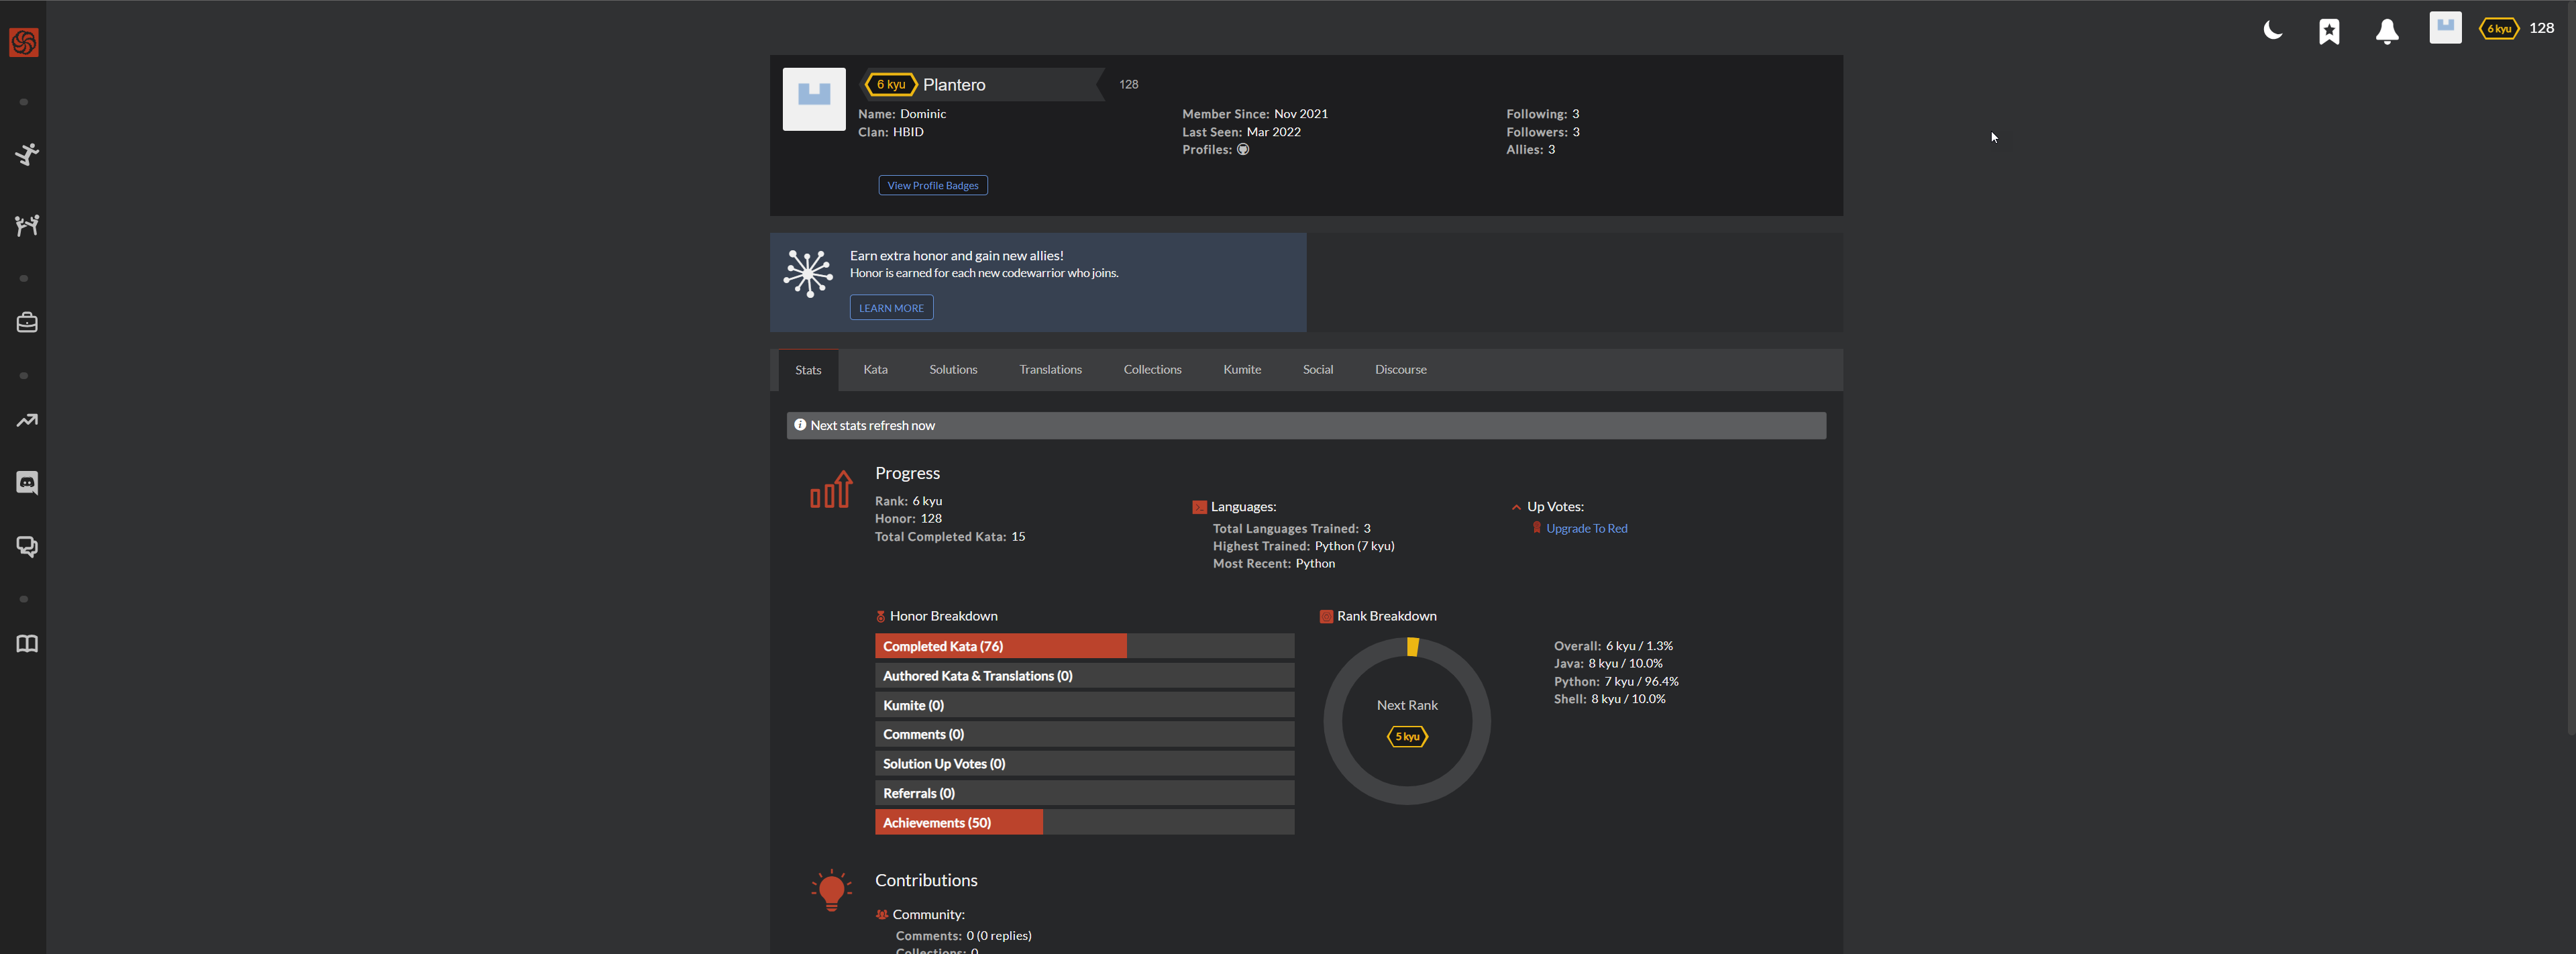 6 kyu 128
6 kyu Plantero 128
Name: Dominic
Clan: HBID
Member Since: Nov 2021
Last Seen: Mar 2022
Profiles:
Following: 3
Followers: 3
Allies: 3
View Profile Badges
Earn extra honor and gain new allies!
Honor is earned for each new codewarrior who joins.
LEARN MORE
Stats Kata Solutions Translations Collections Kumite Social Discourse
Next stats refresh now
Progress
Rank: 6 kyu
Honor: 128
Total Completed Kata: 15
Languages:
Total Languages Trained: 3
Highest Trained: Python (7 kyu)
Most Recent: Python
Up Votes:
Upgrade To Red
Honor Breakdown
Completed Kata (76)
Authored Kata & Translations (0)
Kumite (0)
Comments (0)
Solution Up Votes (0)
Referrals (0)
Achievements (50)
Rank Breakdown
Next Rank
5 kyu
Overall: 6 kyu / 1.3%
Java: 8 kyu / 10.0%
Python: 7 kyu / 96.4%
Shell: 8 kyu / 10.0%
Contributions
Community:
Comments: 0 (0 replies)
Collections: 0